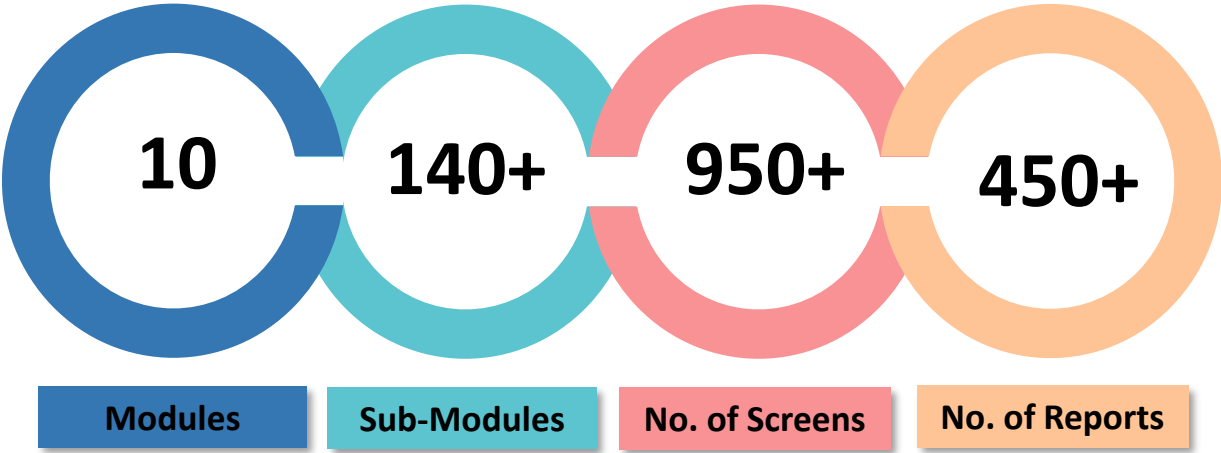 10
140+
950+
450+
Modules
Sub-Modules
No. of Screens
No. of Reports